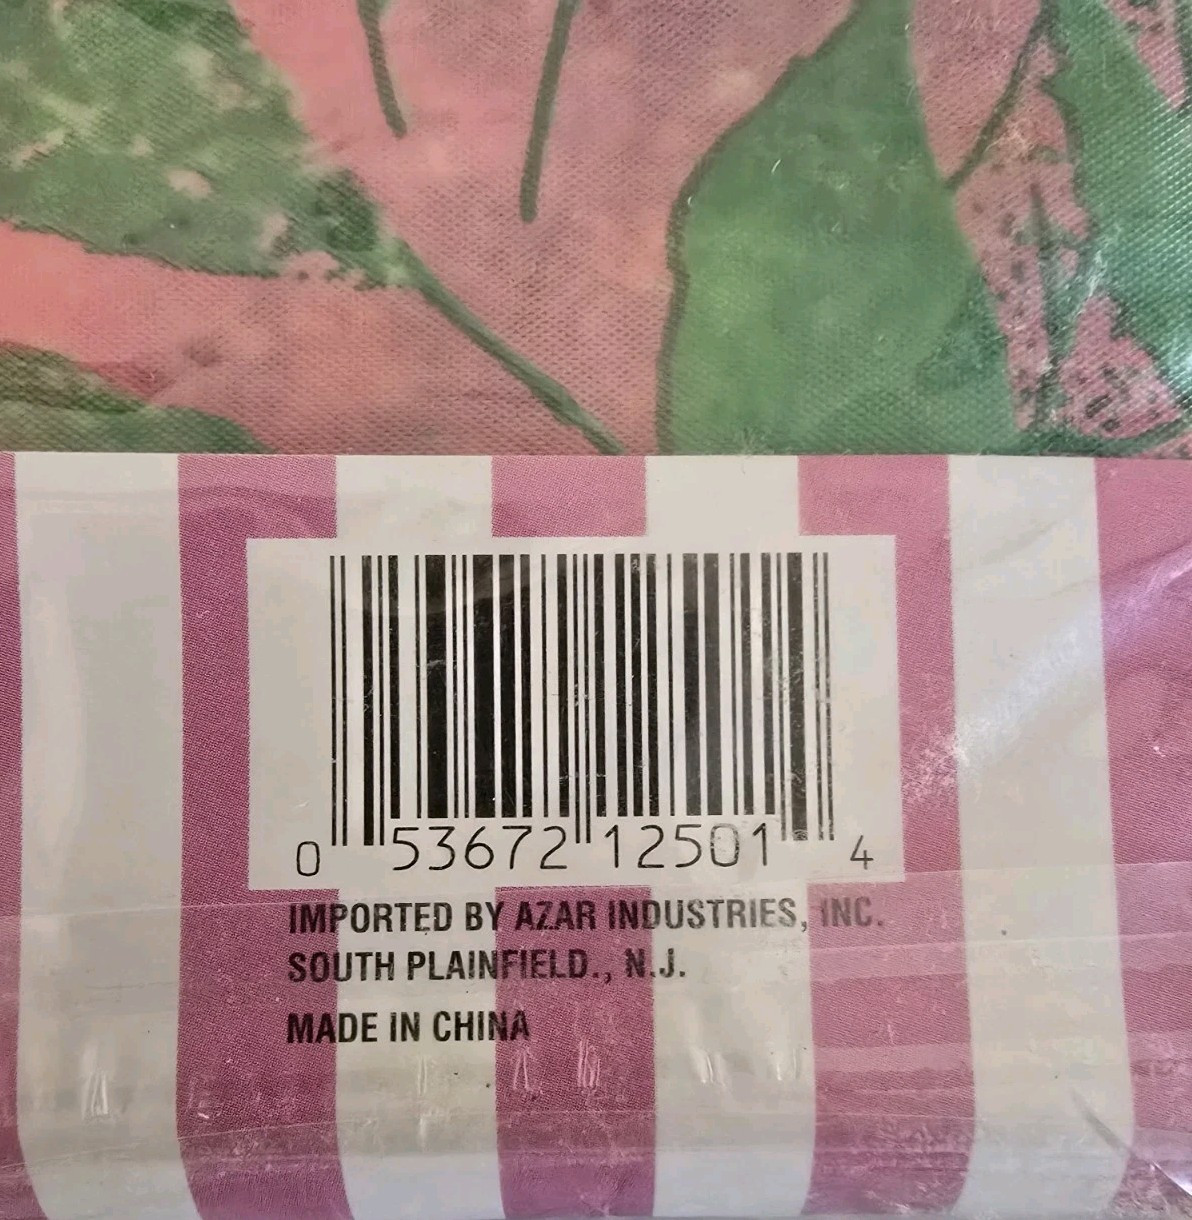 0 53672 12501 4
IMPORTED BY AZAR INDUSTRIES, INC.
SOUTH PLAINFIELD., N.J.
MADE IN CHINA